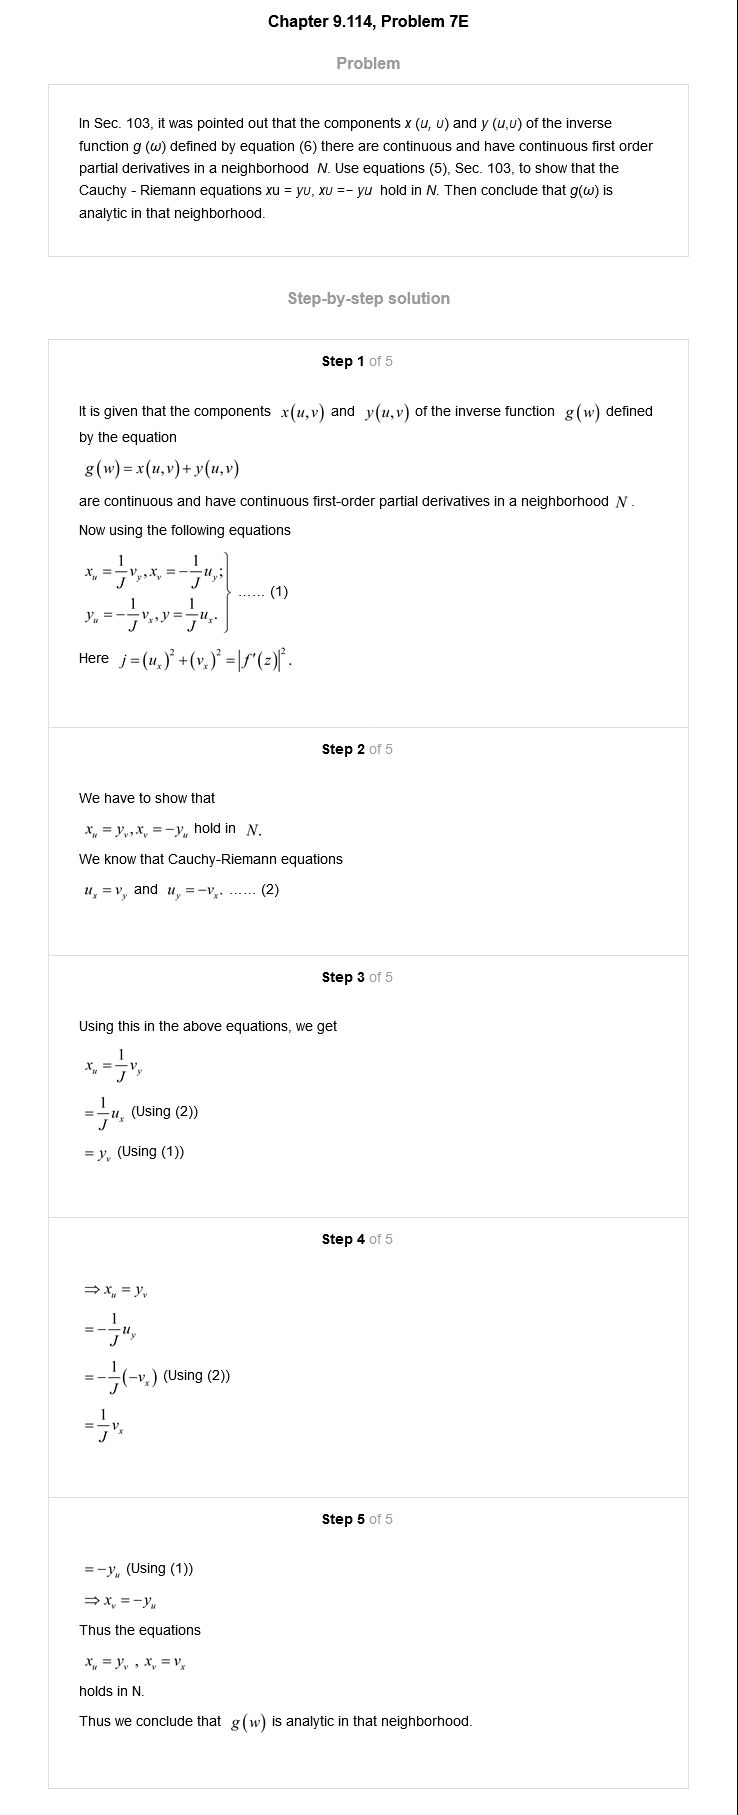 Chapter 9.114, Problem 7E
Problem
In Sec. 103, it was pointed out that the components x (u, υ) and y (u,υ) of the inverse
function g (ω) defined by equation (6) there are continuous and have continuous first order
partial derivatives in a neighborhood N. Use equations (5), Sec. 103, to show that the
Cauchy - Riemann equations xu = yυ, xυ =− yu hold in N. Then conclude that g(ω) is
analytic in that neighborhood.
Step-by-step solution
Step 1 of 5
It is given that the components x(u,v) and y(u,v) of the inverse function g(w) defined
by the equation
g(w)=x(u,v)+y(u,v)
are continuous and have continuous first-order partial derivatives in a neighborhood N.
Now using the following equations
x_u = 1/J v_y, x_v = −1/J u_y;
y_u = −1/J v_x, y = 1/J u_x. } ...... (1)
Here j=(u_x)²+(v_x)²=|f′(z)|².
Step 2 of 5
We have to show that
x_u = y_v, x_v = −y_u hold in N.
We know that Cauchy-Riemann equations
u_x = v_y and u_y = −v_x. ...... (2)
Step 3 of 5
Using this in the above equations, we get
x_u = 1/J v_y
= 1/J u_x (Using (2))
= y_v (Using (1))
Step 4 of 5
⇒ x_u = y_v
= −1/J u_y
= −1/J (−v_x) (Using (2))
= 1/J v_x
Step 5 of 5
= −y_u (Using (1))
⇒ x_v = −y_u
Thus the equations
x_u = y_v , x_v = v_x
holds in N.
Thus we conclude that g(w) is analytic in that neighborhood.